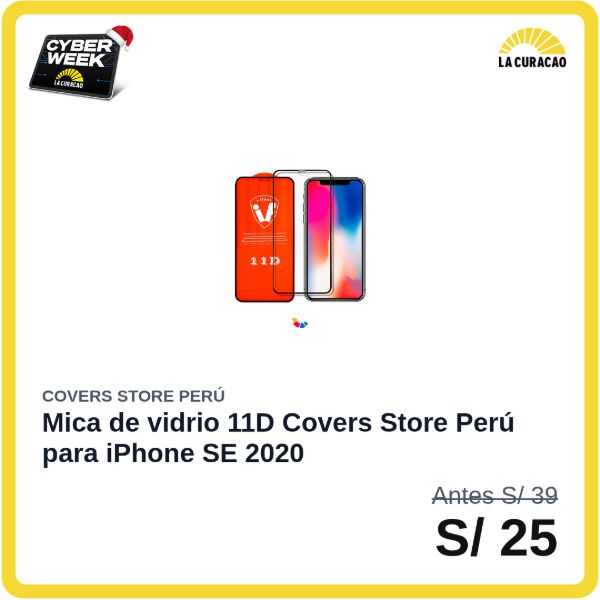 CYBER
WEEK
LA CURACAO
LA CURACAO
11D
COVERS STORE PERÚ
Mica de vidrio 11D Covers Store Perú
para iPhone SE 2020
Antes S/ 39
S/ 25